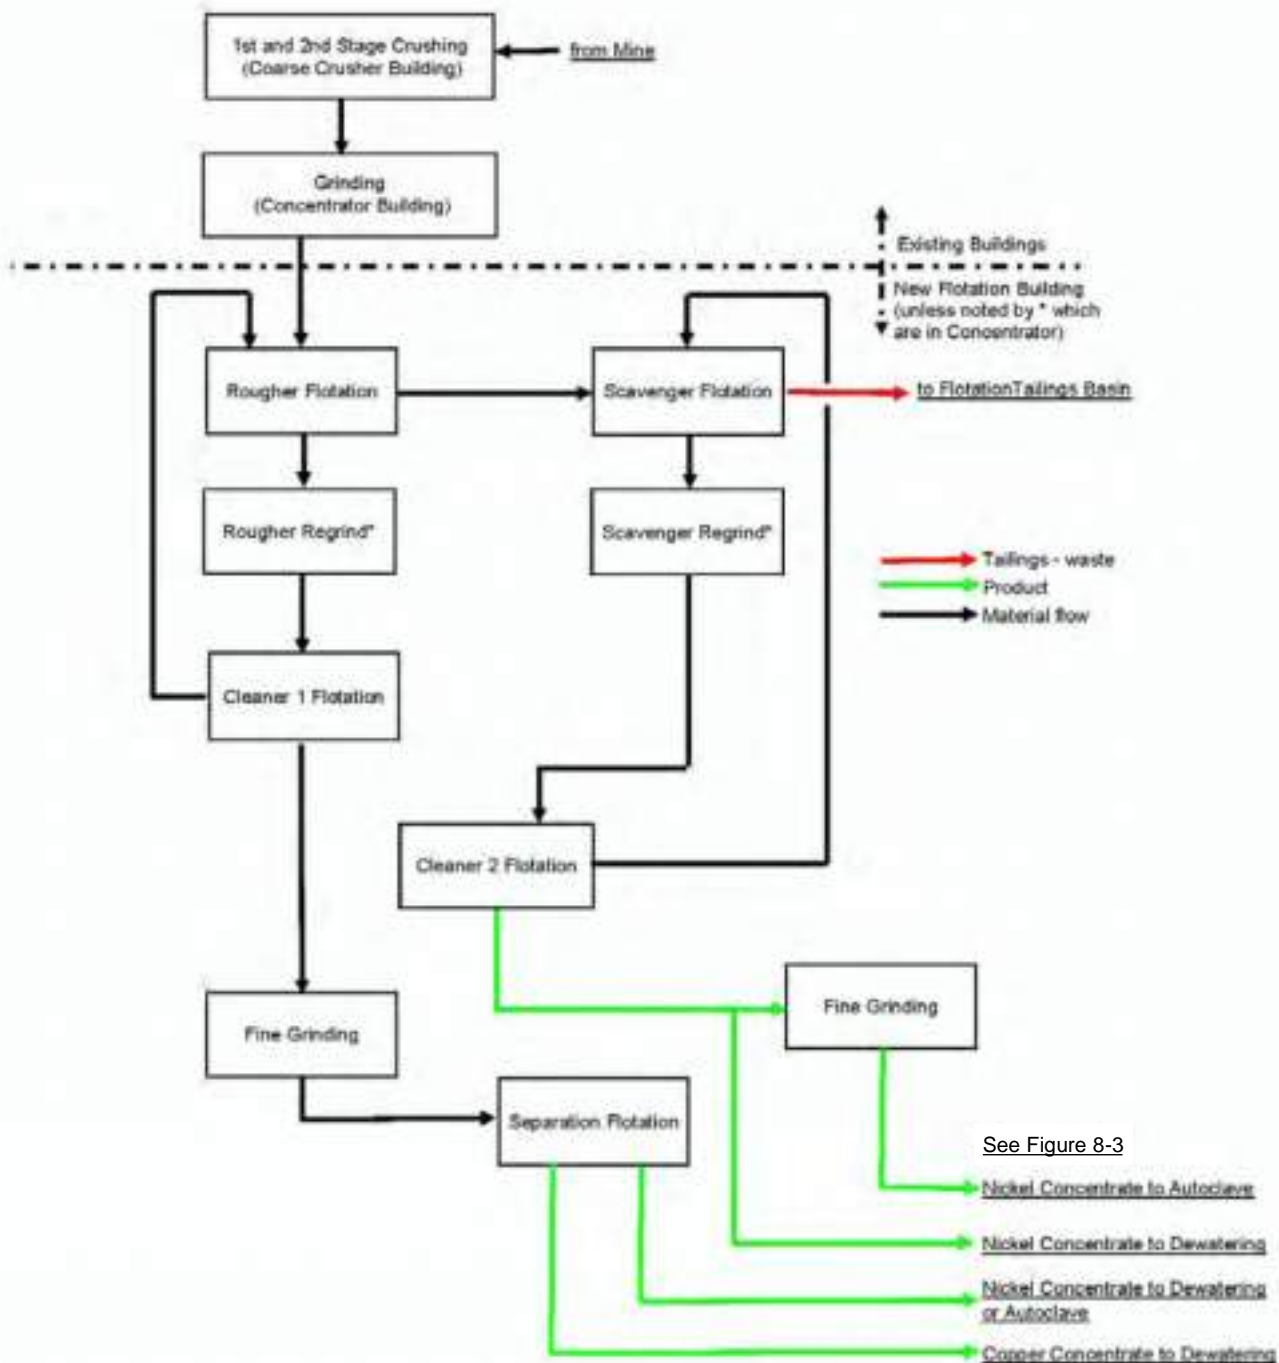 1st and 2nd Stage Crushing
(Coarse Crusher Building)
from Mine
Grinding
(Concentrator Building)
Existing Buildings
New Flotation Building
(unless noted by * which
are in Concentrator)
Rougher Flotation
Scavenger Flotation
to FlotationTailings Basin
Rougher Regrind*
Scavenger Regrind*
Tailings - waste
Product
Material flow
Cleaner 1 Flotation
Cleaner 2 Flotation
Fine Grinding
Fine Grinding
Separation Flotation
See Figure 8-3
Nickel Concentrate to Autoclave
Nickel Concentrate to Dewatering
Nickel Concentrate to Dewatering
or Autoclave
Copper Concentrate to Dewatering